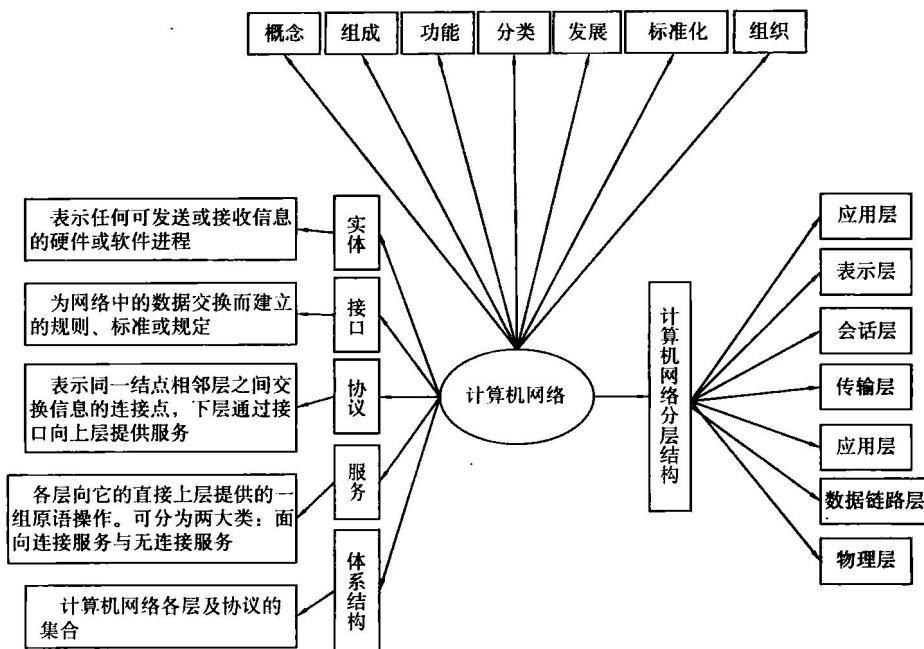 概念
组成
功能
分类
发展
标准化
组织
表示任何可发送或接收信息
的硬件或软件进程
实体
为网络中的数据交换而建立
的规则、标准或规定
接口
表示同一结点相邻层之间交
换信息的连接点，下层通过接
口向上层提供服务
协议
各层向它的直接上层提供的一
组原语操作。可分为两大类：面
向连接服务与无连接服务
服务
计算机网络各层及协议的
集合
体系结构
计算机网络
计算机网络分层结构
应用层
表示层
会话层
传输层
应用层
数据链路层
物理层